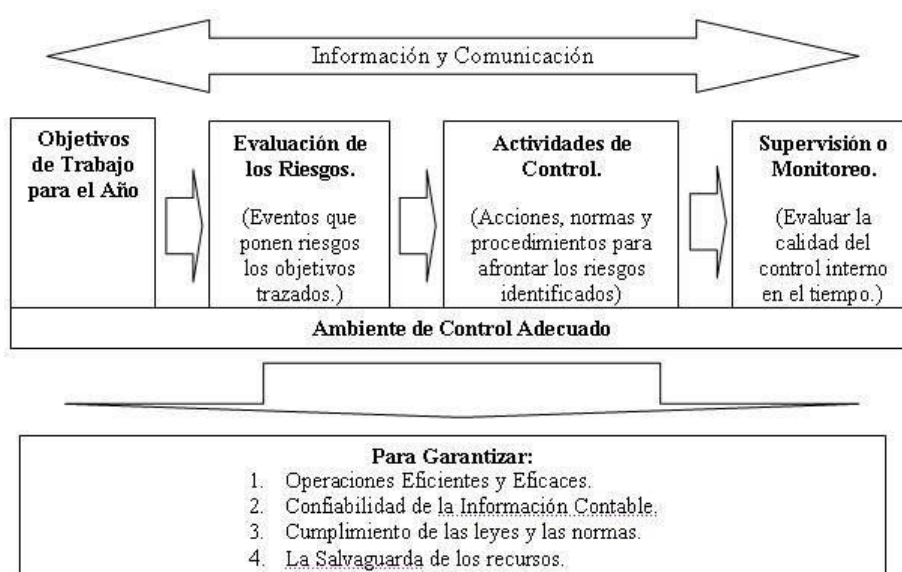 Información y Comunicación
Objetivos
de Trabajo
para el Año
Evaluación de
los Riesgos.
(Eventos que
ponen riesgos
los objetivos
trazados.)
Actividades de
Control.
(Acciones, normas y
procedimientos para
afrontar los riesgos
identificados)
Supervisión o
Monitoreo.
(Evaluar la
calidad del
control interno
en el tiempo.)
Ambiente de Control Adecuado
Para Garantizar:
1. Operaciones Eficientes y Eficaces.
2. Confiabilidad de la Información Contable.
3. Cumplimiento de las leyes y las normas.
4. La Salvaguarda de los recursos.